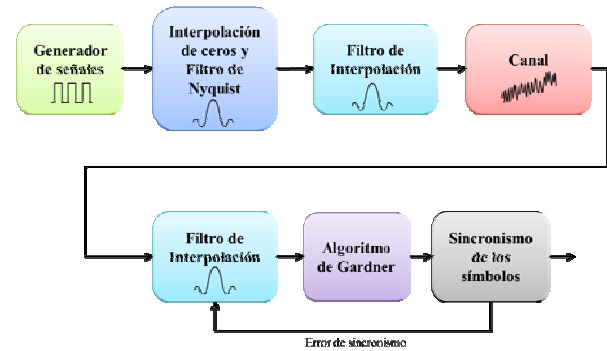 Generador
de señales
Interpolación
de ceros y
Filtro de
Nyquist
Filtro de
Interpolación
Canal
Filtro de
Interpolación
Algoritmo
de Gardner
Sincronismo
de los
símbolos
Error de sincronismo